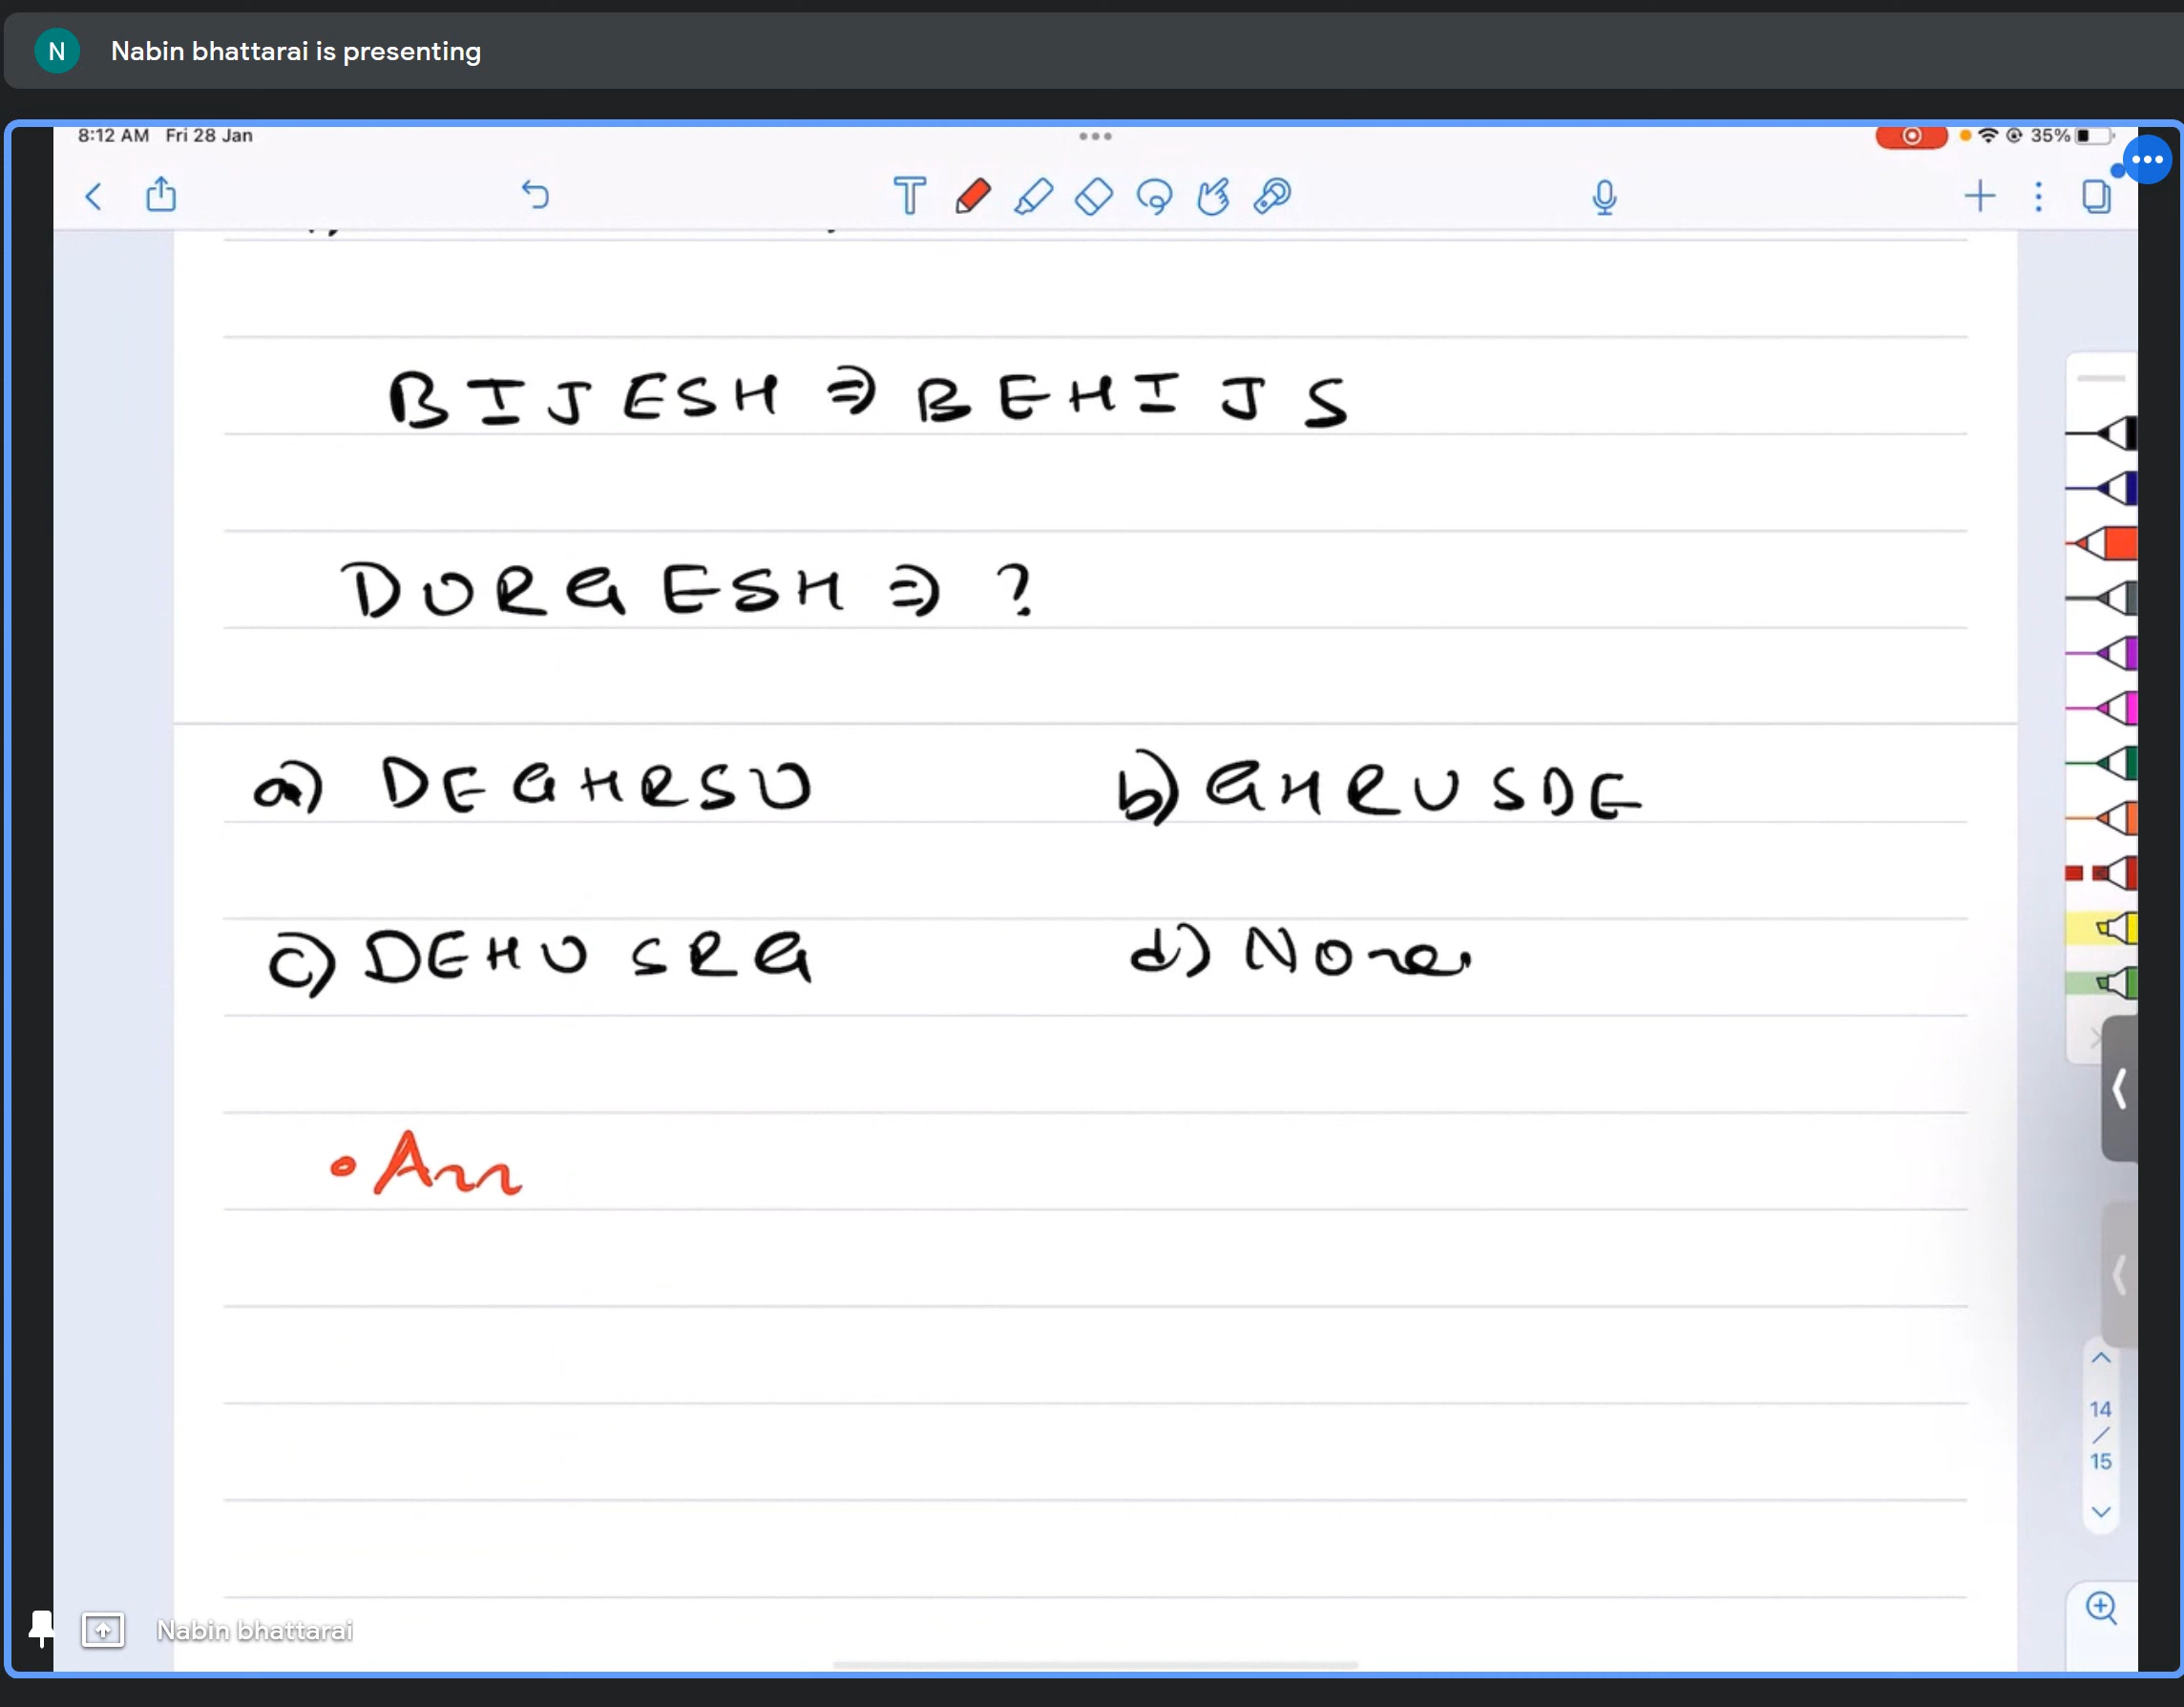 N Nabin bhattarai is presenting
8:12 AM Fri 28 Jan
35%
BIJESH ⇒ BEHIJS
DURGESH ⇒ ?
a) DEGHRSU b) GHRUSDE
c) DEHUSRG d) None
• Ans
14
/
15
Nabin bhattarai